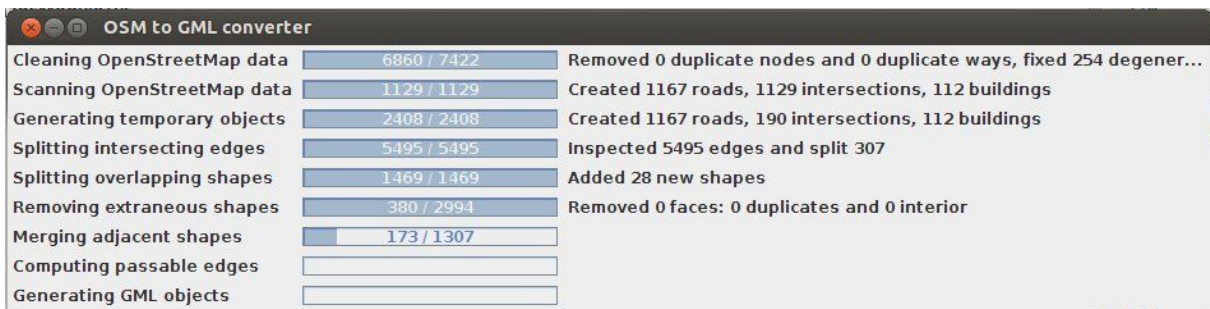 OSM to GML converter
Cleaning OpenStreetMap data 6860 / 7422 Removed 0 duplicate nodes and 0 duplicate ways, fixed 254 degener...
Scanning OpenStreetMap data 1129 / 1129 Created 1167 roads, 1129 intersections, 112 buildings
Generating temporary objects 2408 / 2408 Created 1167 roads, 190 intersections, 112 buildings
Splitting intersecting edges 5495 / 5495 Inspected 5495 edges and split 307
Splitting overlapping shapes 1469 / 1469 Added 28 new shapes
Removing extraneous shapes 380 / 2994 Removed 0 faces: 0 duplicates and 0 interior
Merging adjacent shapes 173 / 1307
Computing passable edges
Generating GML objects